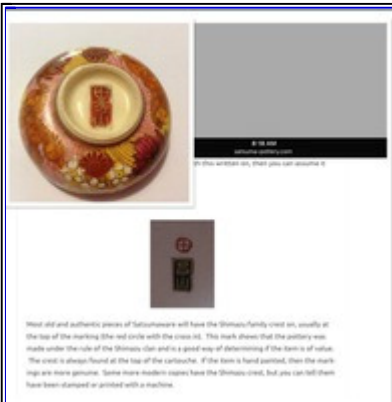 8:16 AM
satsuma-pottery.com
th this written on, then you can assume it
Most old and authentic pieces of Satsumaware will have the Shimazu family crest on, usually at
the top of the marking (the red circle with the cross in). This mark shows that the pottery was
made under the rule of the Shimazu clan and is a good way of determining if the item is of value.
The crest is always found at the top of the cartouche. If the item is hand painted, then the mark
ings are more genuine. Some more modern copies have the Shimazu crest, but you can tell them
have been stamped or printed with a machine.